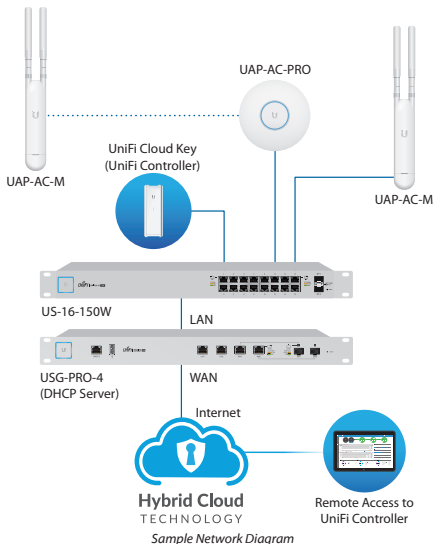 UAP-AC-PRO
UniFi Cloud Key
(UniFi Controller)
UAP-AC-M
UAP-AC-M
US-16-150W
LAN
USG-PRO-4
(DHCP Server)
WAN
Internet
Hybrid Cloud
TECHNOLOGY
Remote Access to
UniFi Controller
Sample Network Diagram